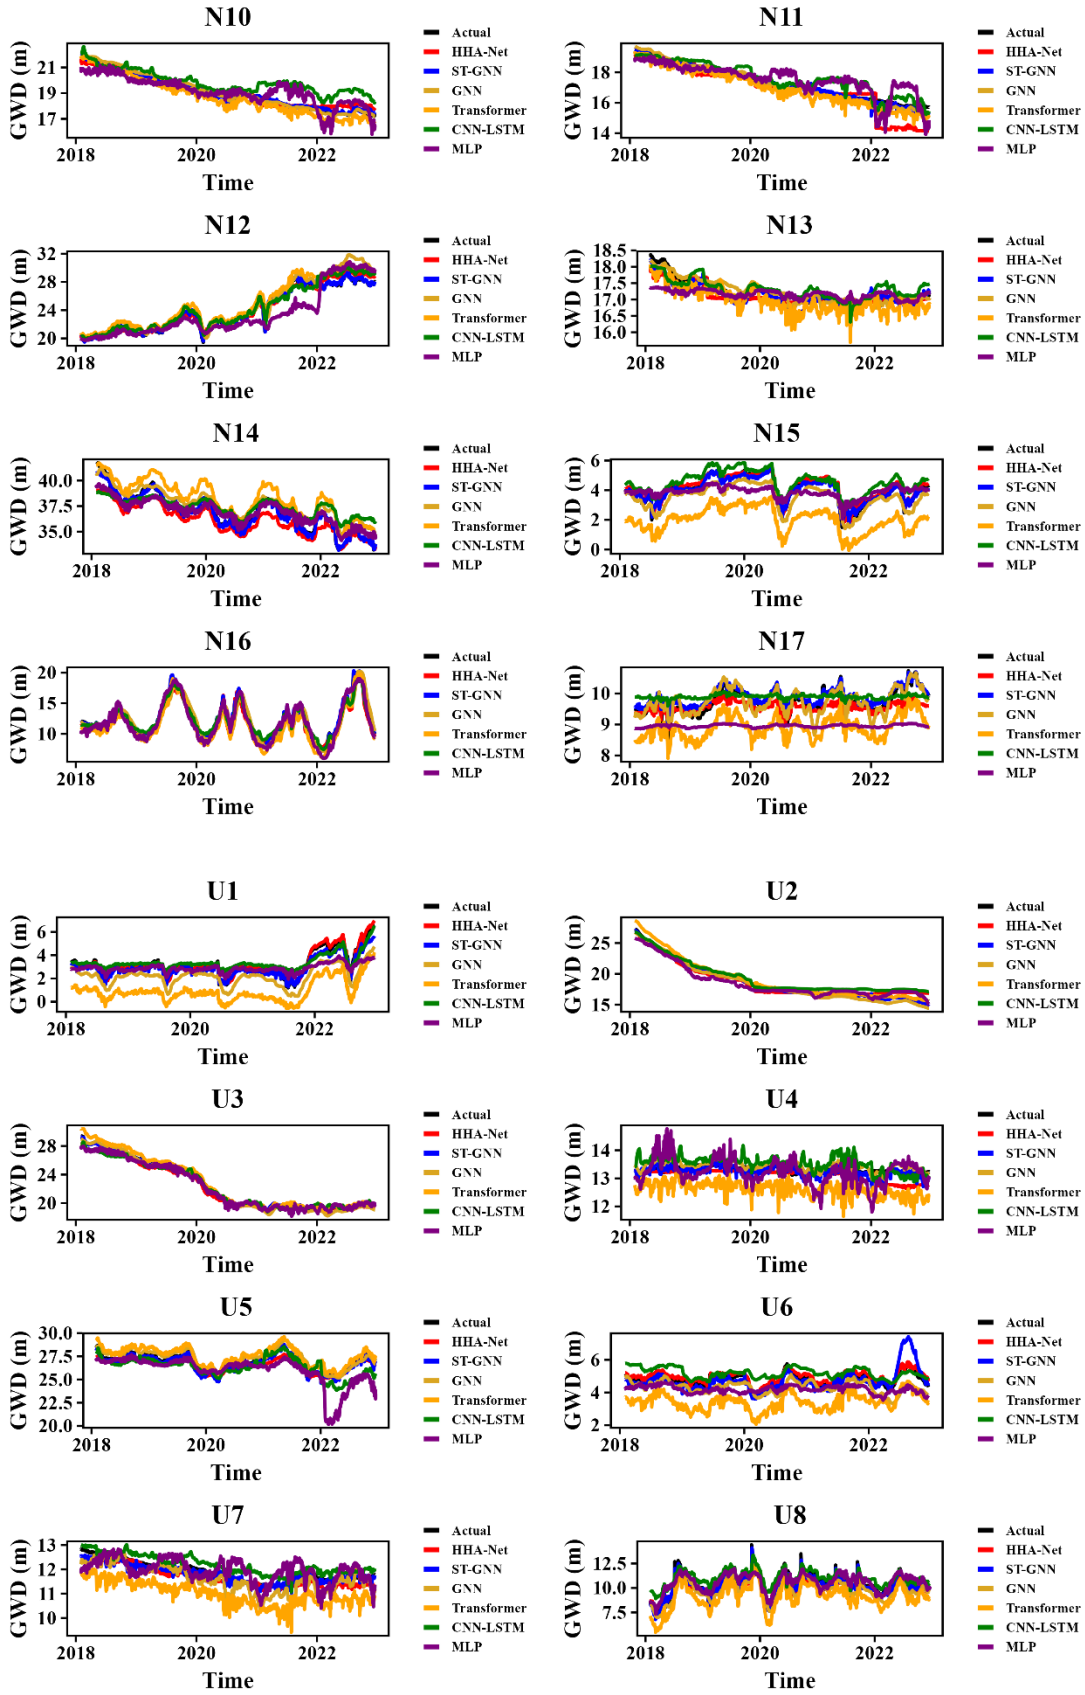 N10
GWD (m)
21
19
17
2018
2020
2022
Time
Actual
HHA-Net
ST-GNN
GNN
Transformer
CNN-LSTM
MLP
N11
GWD (m)
18
16
14
2018
2020
2022
Time
Actual
HHA-Net
ST-GNN
GNN
Transformer
CNN-LSTM
MLP
N12
GWD (m)
32
28
24
20
2018
2020
2022
Time
Actual
HHA-Net
ST-GNN
GNN
Transformer
CNN-LSTM
MLP
N13
GWD (m)
18.5
18.0
17.5
17.0
16.5
16.0
2018
2020
2022
Time
Actual
HHA-Net
ST-GNN
GNN
Transformer
CNN-LSTM
MLP
N14
GWD (m)
40.0
37.5
35.0
2018
2020
2022
Time
Actual
HHA-Net
ST-GNN
GNN
Transformer
CNN-LSTM
MLP
N15
GWD (m)
6
4
2
0
2018
2020
2022
Time
Actual
HHA-Net
ST-GNN
GNN
Transformer
CNN-LSTM
MLP
N16
GWD (m)
20
15
10
2018
2020
2022
Time
Actual
HHA-Net
ST-GNN
GNN
Transformer
CNN-LSTM
MLP
N17
GWD (m)
10
9
8
2018
2020
2022
Time
Actual
HHA-Net
ST-GNN
GNN
Transformer
CNN-LSTM
MLP
U1
GWD (m)
6
4
2
0
2018
2020
2022
Time
Actual
HHA-Net
ST-GNN
GNN
Transformer
CNN-LSTM
MLP
U2
GWD (m)
25
20
15
2018
2020
2022
Time
Actual
HHA-Net
ST-GNN
GNN
Transformer
CNN-LSTM
MLP
U3
GWD (m)
28
24
20
2018
2020
2022
Time
Actual
HHA-Net
ST-GNN
GNN
Transformer
CNN-LSTM
MLP
U4
GWD (m)
14
13
12
2018
2020
2022
Time
Actual
HHA-Net
ST-GNN
GNN
Transformer
CNN-LSTM
MLP
U5
GWD (m)
30.0
27.5
25.0
22.5
20.0
2018
2020
2022
Time
Actual
HHA-Net
ST-GNN
GNN
Transformer
CNN-LSTM
MLP
U6
GWD (m)
6
4
2
2018
2020
2022
Time
Actual
HHA-Net
ST-GNN
GNN
Transformer
CNN-LSTM
MLP
U7
GWD (m)
13
12
11
10
2018
2020
2022
Time
Actual
HHA-Net
ST-GNN
GNN
Transformer
CNN-LSTM
MLP
U8
GWD (m)
12.5
10.0
7.5
2018
2020
2022
Time
Actual
HHA-Net
ST-GNN
GNN
Transformer
CNN-LSTM
MLP